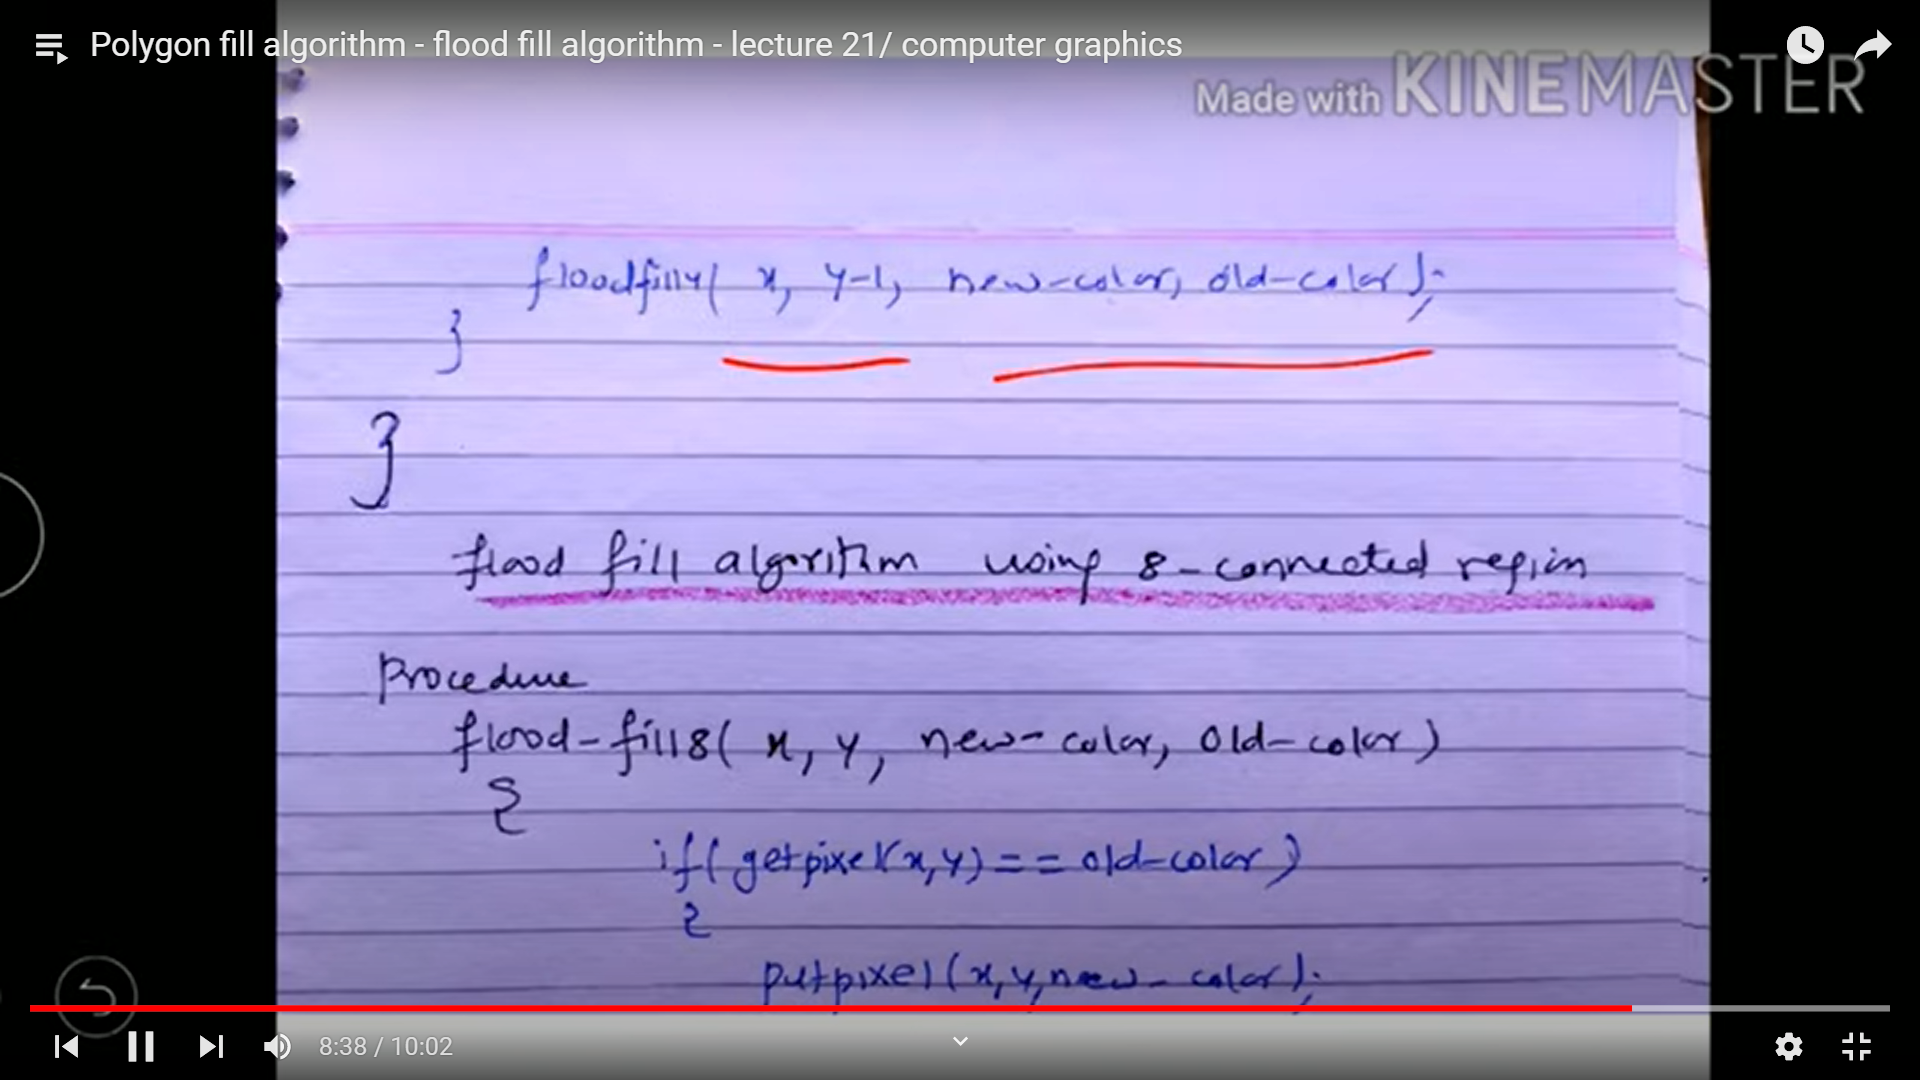 Polygon fill algorithm - flood fill algorithm - lecture 21/ computer graphics
Made with KINEMASTER
floodfill4( x, y-1, new-color, old-color);
}
}
flood fill algorithm using 8-connected region
Procedure
flood-fill8( x, y, new-color, old-color)
{
if( getpixel(x,y) == old-color)
{
putpixel(x,y,new-color);
8:38 / 10:02